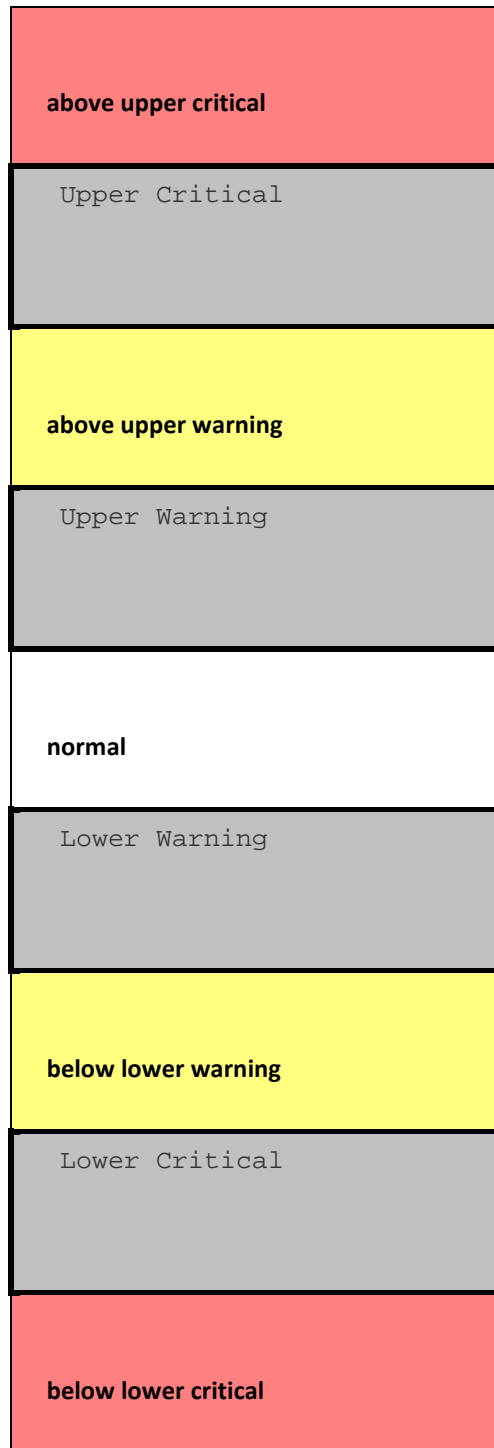 above upper critical
Upper Critical
above upper warning
Upper Warning
normal
Lower Warning
below lower warning
Lower Critical
below lower critical